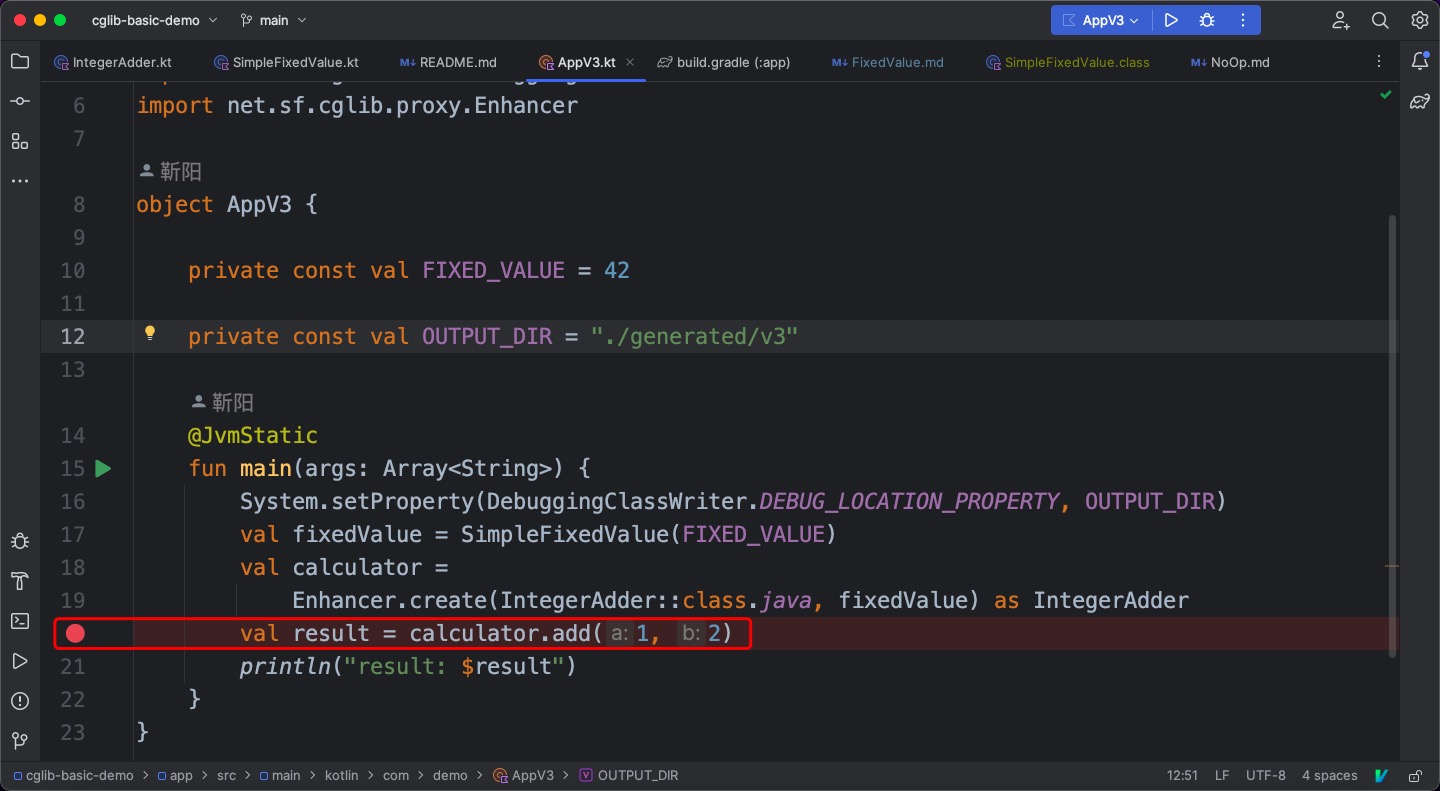 cglib-basic-demo main AppV3
IntegerAdder.kt SimpleFixedValue.kt M↓ README.md AppV3.kt build.gradle (:app) M↓ FixedValue.md SimpleFixedValue.class M↓ NoOp.md
6 import net.sf.cglib.proxy.Enhancer
7
靳阳
8 object AppV3 {
9
10 private const val FIXED_VALUE = 42
11
12 private const val OUTPUT_DIR = "./generated/v3"
13
靳阳
14 @JvmStatic
15 fun main(args: Array<String>) {
16 System.setProperty(DebuggingClassWriter.DEBUG_LOCATION_PROPERTY, OUTPUT_DIR)
17 val fixedValue = SimpleFixedValue(FIXED_VALUE)
18 val calculator =
19 Enhancer.create(IntegerAdder::class.java, fixedValue) as IntegerAdder
val result = calculator.add( a: 1, b: 2)
21 println("result: $result")
22 }
23 }
cglib-basic-demo > app > src > main > kotlin > com > demo > AppV3 > V OUTPUT_DIR 12:51 LF UTF-8 4 spaces